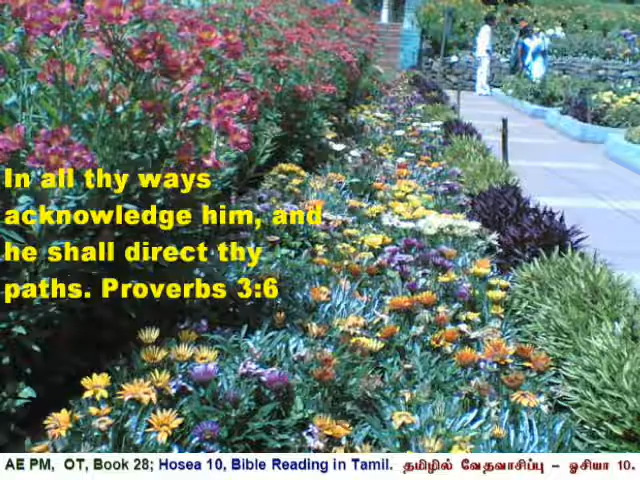 In all thy ways
acknowledge him, and
he shall direct thy
paths. Proverbs 3:6
AE PM, OT, Book 28; Hosea 10, Bible Reading in Tamil. தமிழில் வேதவாசிப்பு – ஓசியா 10.